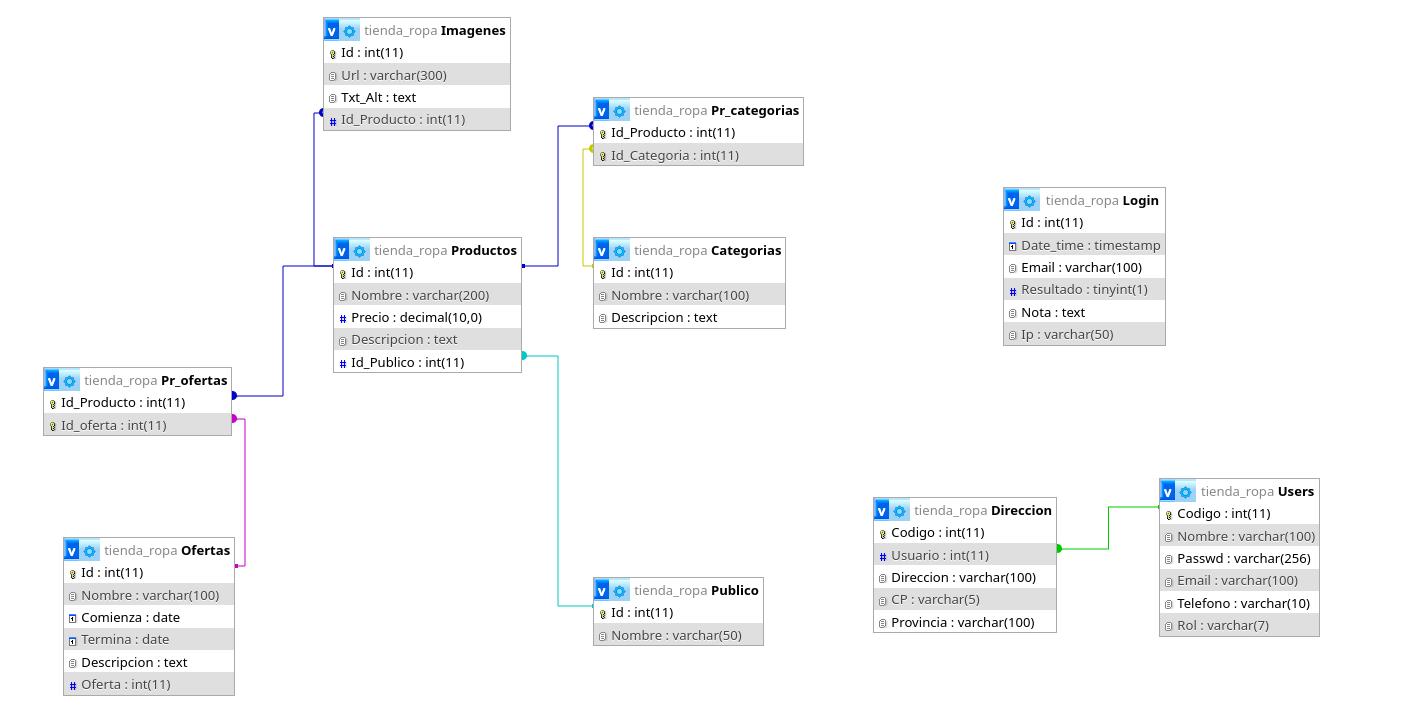 tienda_ropa Imagenes
Id : int(11)
Url : varchar(300)
Txt_Alt : text
Id_Producto : int(11)
tienda_ropa Pr_categorias
Id_Producto : int(11)
Id_Categoria : int(11)
tienda_ropa Login
Id : int(11)
Date_time : timestamp
Email : varchar(100)
Resultado : tinyint(1)
Nota : text
Ip : varchar(50)
tienda_ropa Productos
Id : int(11)
Nombre : varchar(200)
Precio : decimal(10,0)
Descripcion : text
Id_Publico : int(11)
tienda_ropa Categorias
Id : int(11)
Nombre : varchar(100)
Descripcion : text
tienda_ropa Pr_ofertas
Id_Producto : int(11)
Id_oferta : int(11)
tienda_ropa Ofertas
Id : int(11)
Nombre : varchar(100)
Comienza : date
Termina : date
Descripcion : text
Oferta : int(11)
tienda_ropa Publico
Id : int(11)
Nombre : varchar(50)
tienda_ropa Direccion
Codigo : int(11)
Usuario : int(11)
Direccion : varchar(100)
CP : varchar(5)
Provincia : varchar(100)
tienda_ropa Users
Codigo : int(11)
Nombre : varchar(100)
Passwd : varchar(256)
Email : varchar(100)
Telefono : varchar(10)
Rol : varchar(7)